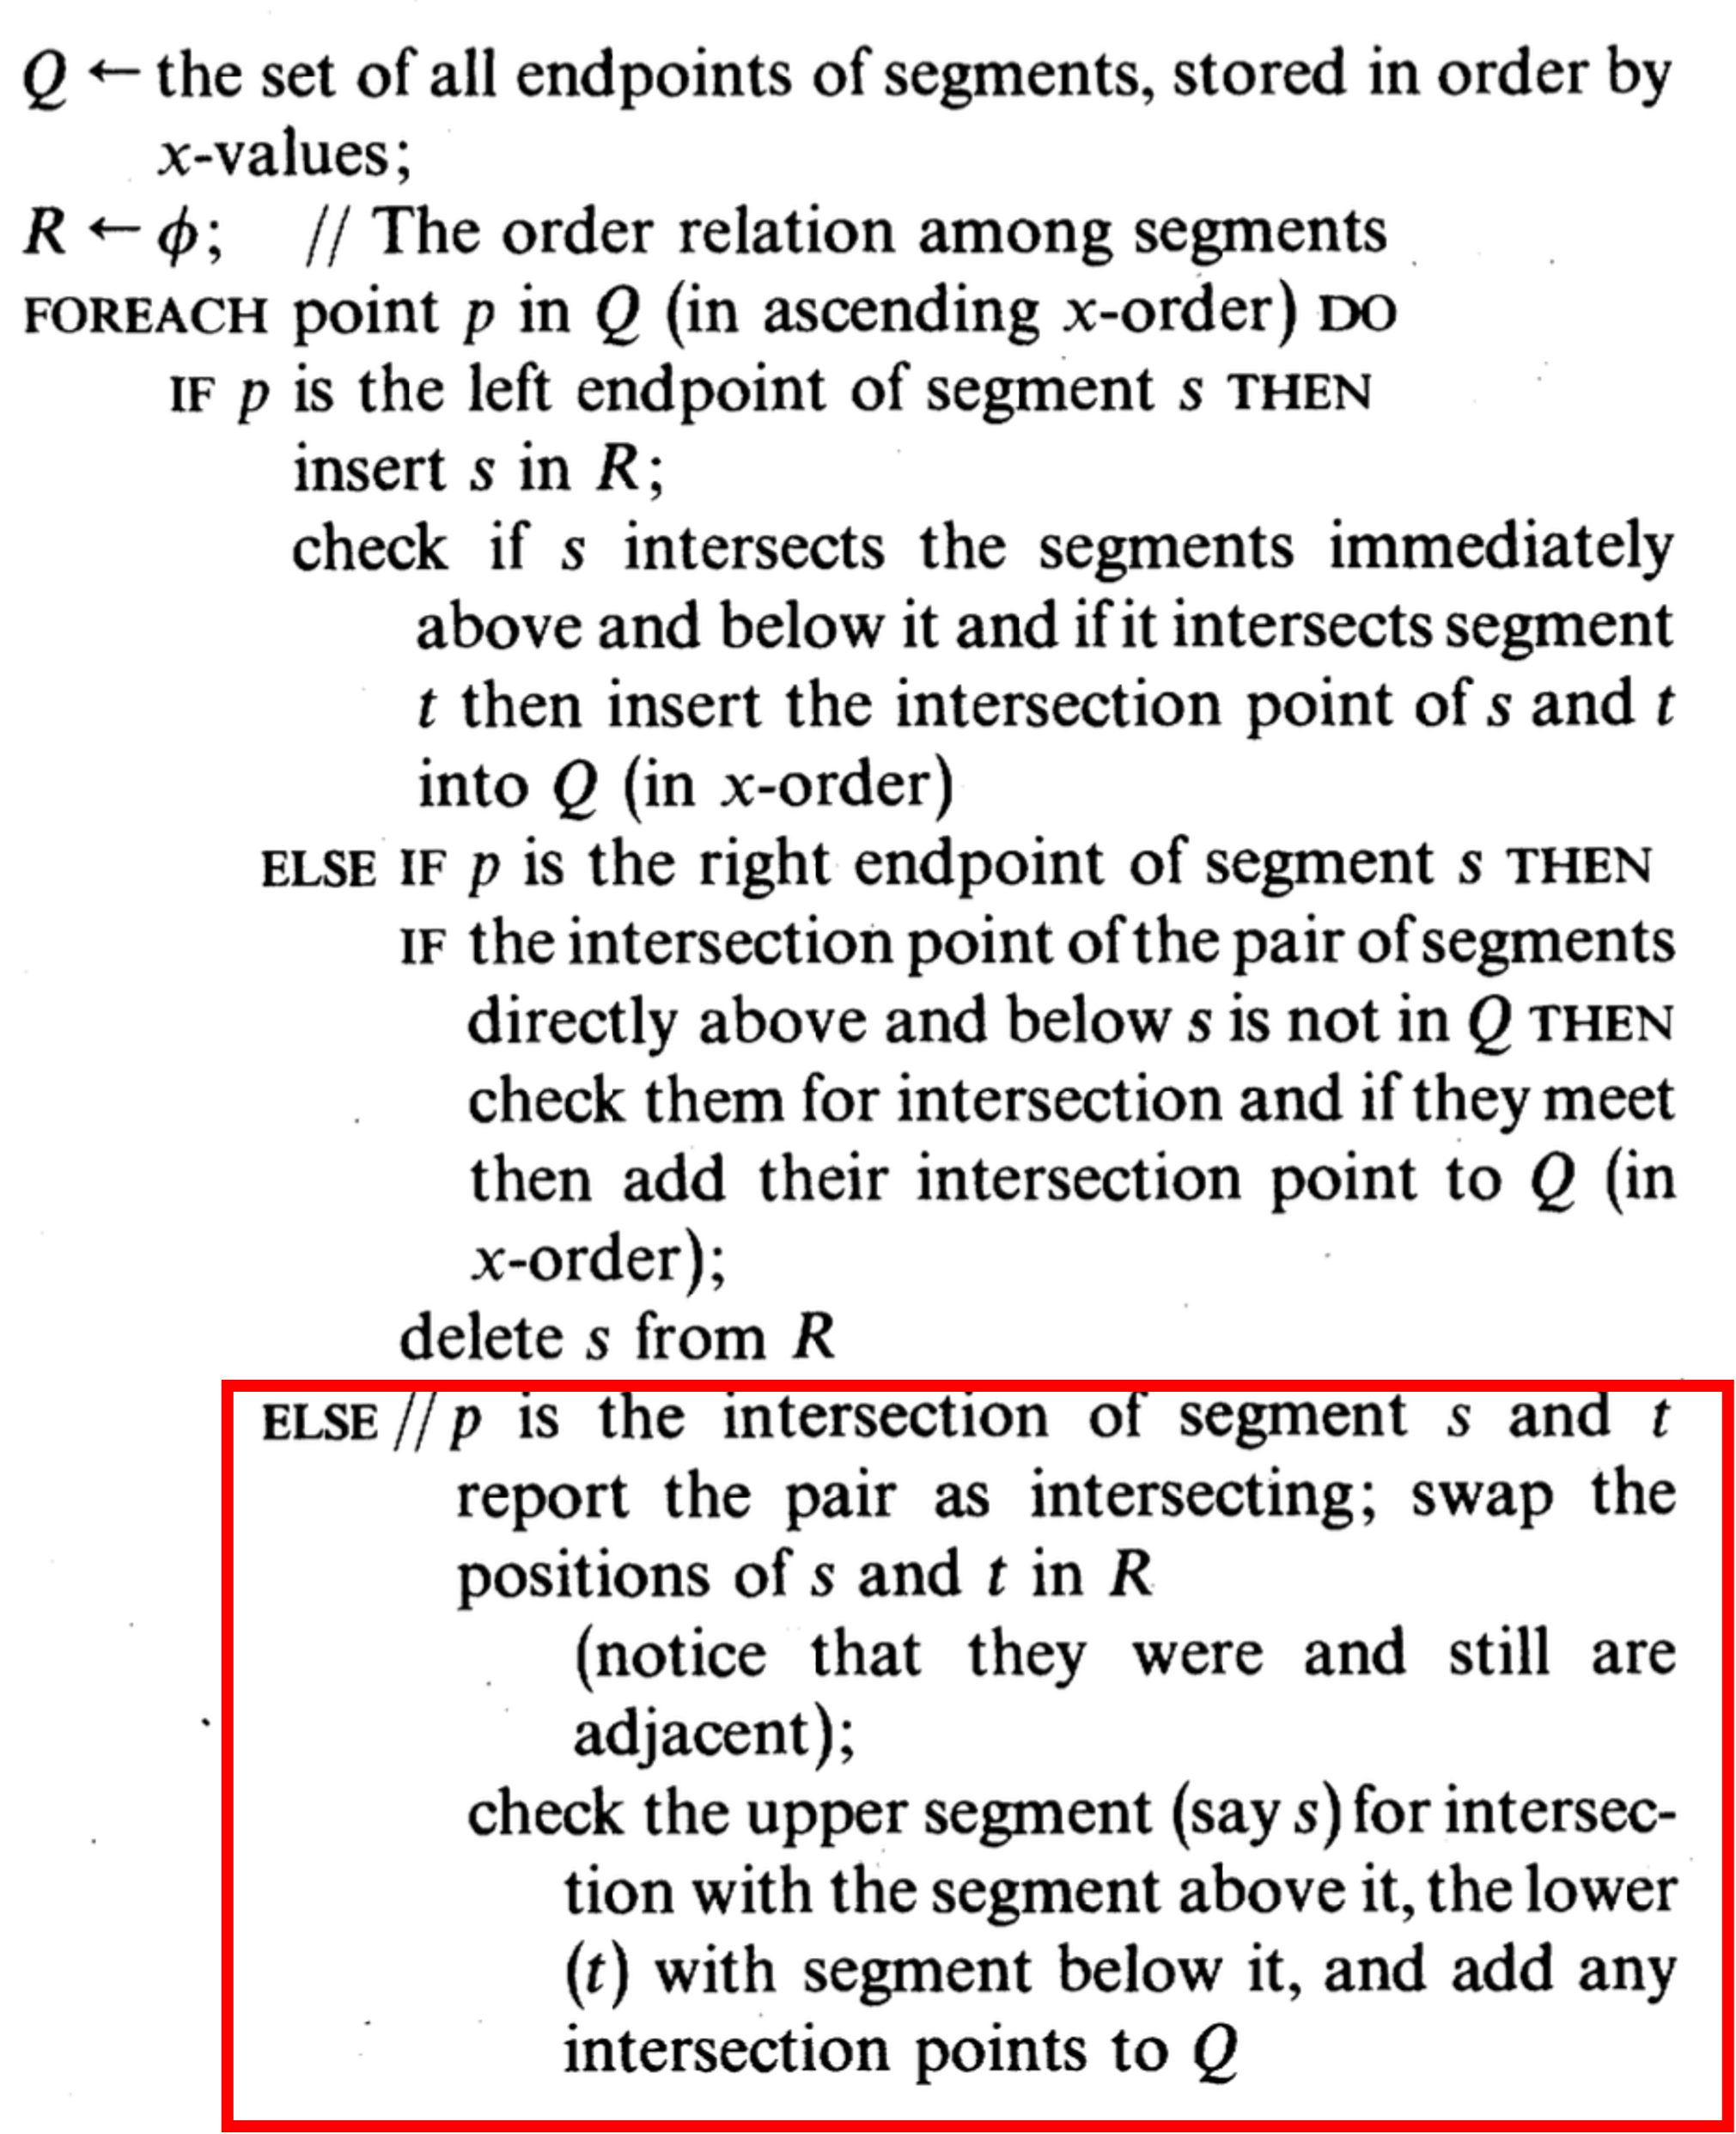 Q ← the set of all endpoints of segments, stored in order by
x-values;
R ← ϕ; // The order relation among segments
FOREACH point p in Q (in ascending x-order) DO
IF p is the left endpoint of segment s THEN
insert s in R;
check if s intersects the segments immediately
above and below it and if it intersects segment
t then insert the intersection point of s and t
into Q (in x-order)
ELSE IF p is the right endpoint of segment s THEN
IF the intersection point of the pair of segments
directly above and below s is not in Q THEN
check them for intersection and if they meet
then add their intersection point to Q (in
x-order);
delete s from R
ELSE // p is the intersection of segment s and t
report the pair as intersecting; swap the
positions of s and t in R
(notice that they were and still are
adjacent);
check the upper segment (say s) for intersec-
tion with the segment above it, the lower
(t) with segment below it, and add any
intersection points to Q